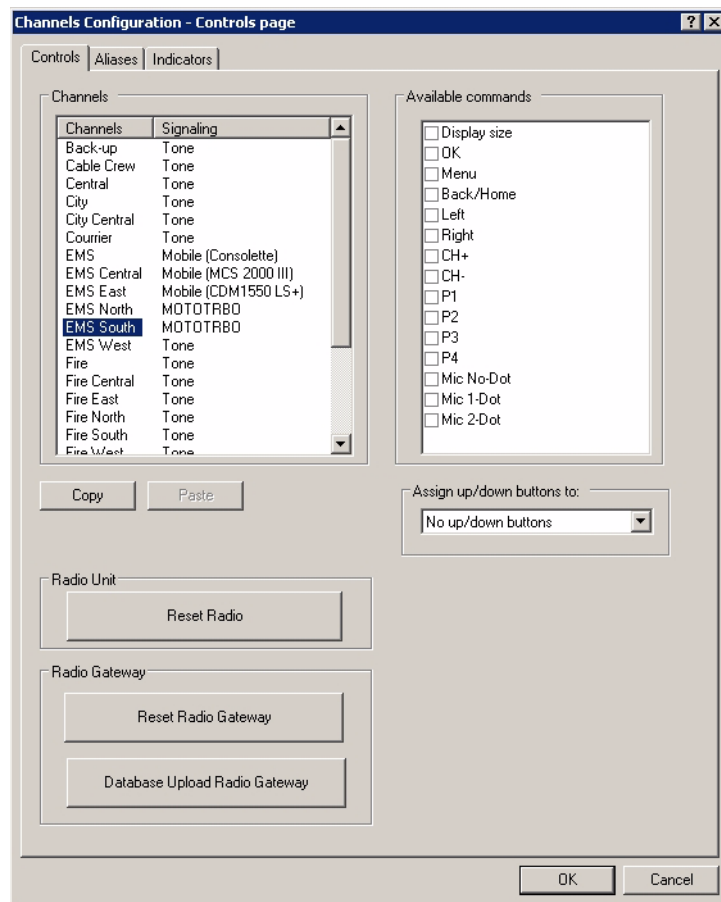 Channels Configuration - Controls page
Controls
Aliases
Indicators
Channels
Channels Signaling
Back-up Tone
Cable Crew Tone
Central Tone
City Tone
City Central Tone
Courrier Tone
EMS Mobile (Consolette)
EMS Central Mobile (MCS 2000 III)
EMS East Mobile (CDM1550 LS+)
EMS North MOTOTRBO
EMS South MOTOTRBO
EMS West Tone
Fire Tone
Fire Central Tone
Fire East Tone
Fire North Tone
Fire South Tone
Fire West Tone
Copy
Paste
Available commands
Display size
OK
Menu
Back/Home
Left
Right
CH+
CH-
P1
P2
P3
P4
Mic No-Dot
Mic 1-Dot
Mic 2-Dot
Assign up/down buttons to:
No up/down buttons
Radio Unit
Reset Radio
Radio Gateway
Reset Radio Gateway
Database Upload Radio Gateway
OK
Cancel